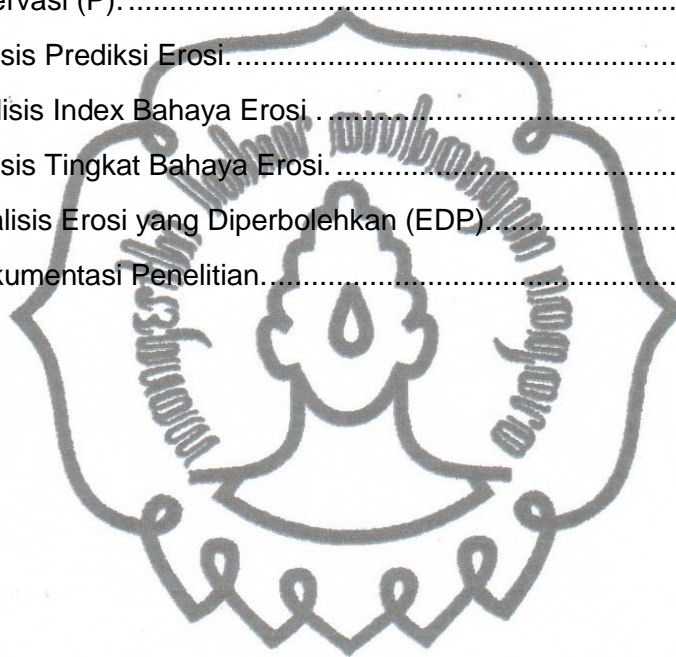 ervasi (P). ..........................................................
sis Prediksi Erosi. ...............................................
lisis Index Bahaya Erosi ......................................
sis Tingkat Bahaya Erosi. ....................................
alisis Erosi yang Diperbolehkan (EDP)....................
kumentasi Penelitian.............................................